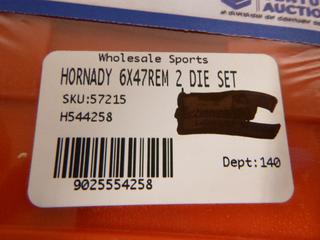 AUCTION
Wholesale Sports
HORNADY 6X47REM 2 DIE SET
SKU:57215
H544258
Dept:140
9025554258